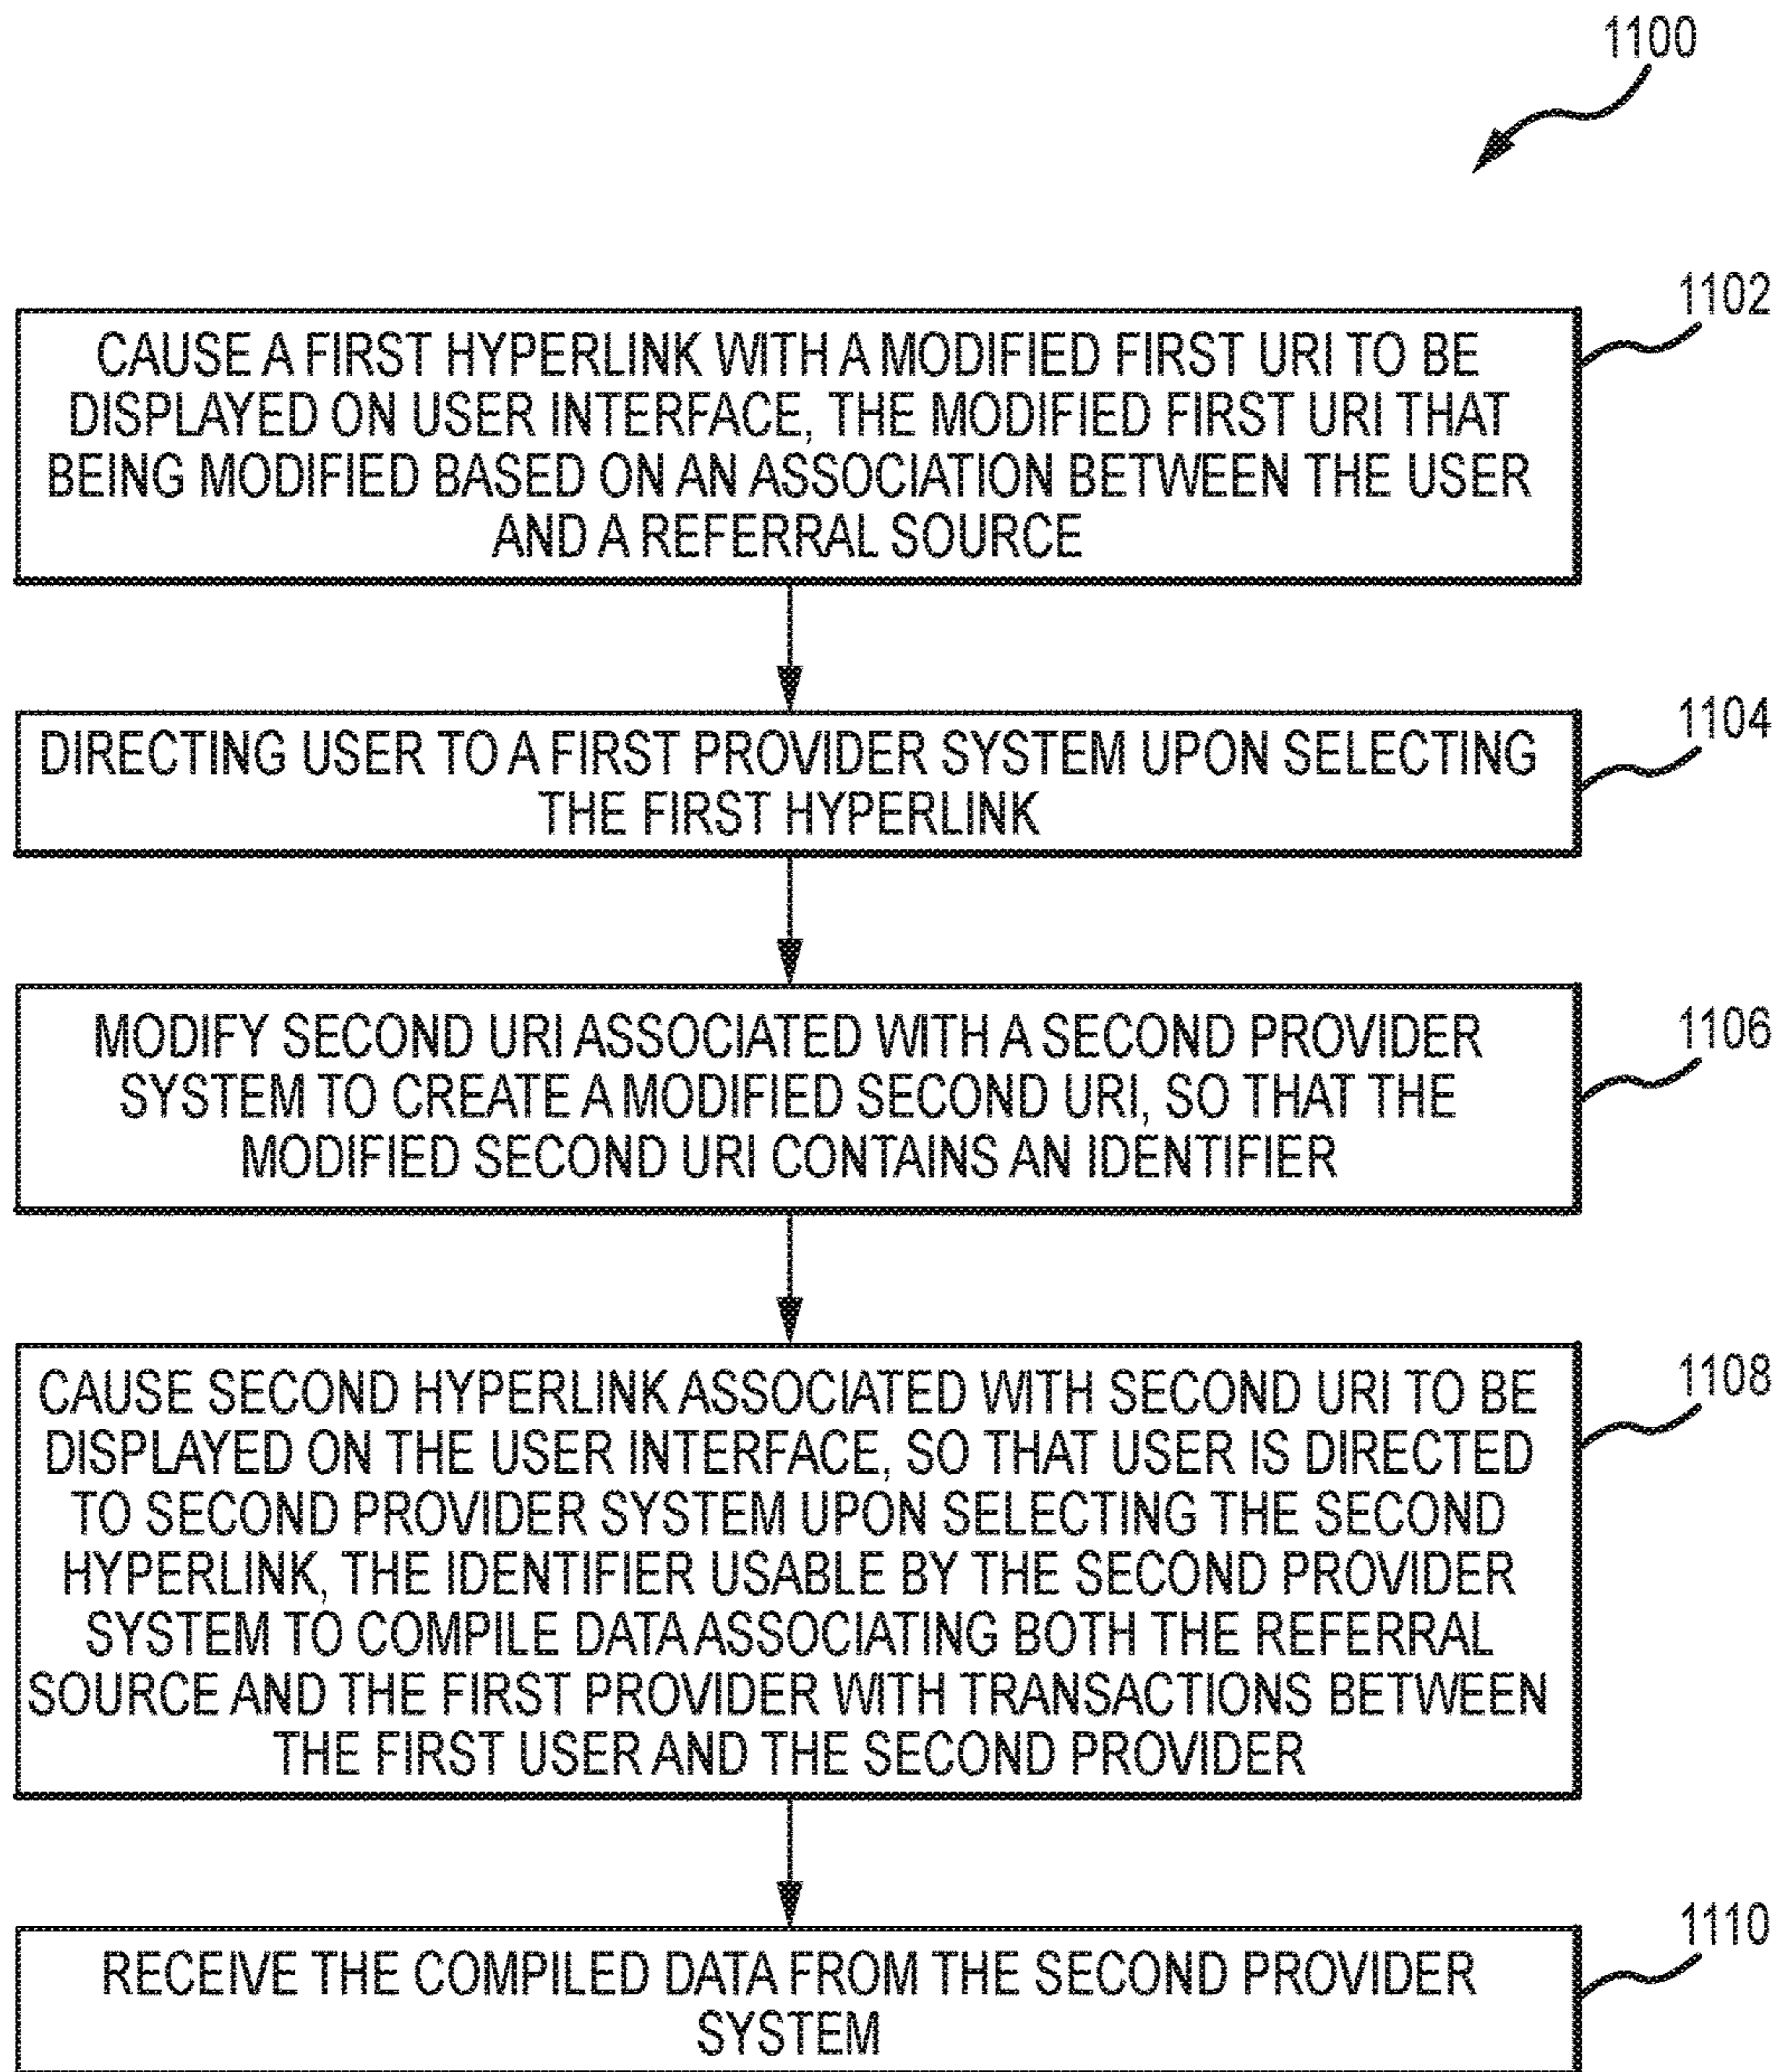 1100
1102
CAUSE A FIRST HYPERLINK WITH A MODIFIED FIRST URI TO BE
DISPLAYED ON USER INTERFACE, THE MODIFIED FIRST URI THAT
BEING MODIFIED BASED ON AN ASSOCIATION BETWEEN THE USER
AND A REFERRAL SOURCE
1104
DIRECTING USER TO A FIRST PROVIDER SYSTEM UPON SELECTING
THE FIRST HYPERLINK
1106
MODIFY SECOND URI ASSOCIATED WITH A SECOND PROVIDER
SYSTEM TO CREATE A MODIFIED SECOND URI, SO THAT THE
MODIFIED SECOND URI CONTAINS AN IDENTIFIER
1108
CAUSE SECOND HYPERLINK ASSOCIATED WITH SECOND URI TO BE
DISPLAYED ON THE USER INTERFACE, SO THAT USER IS DIRECTED
TO SECOND PROVIDER SYSTEM UPON SELECTING THE SECOND
HYPERLINK, THE IDENTIFIER USABLE BY THE SECOND PROVIDER
SYSTEM TO COMPILE DATA ASSOCIATING BOTH THE REFERRAL
SOURCE AND THE FIRST PROVIDER WITH TRANSACTIONS BETWEEN
THE FIRST USER AND THE SECOND PROVIDER
1110
RECEIVE THE COMPILED DATA FROM THE SECOND PROVIDER
SYSTEM